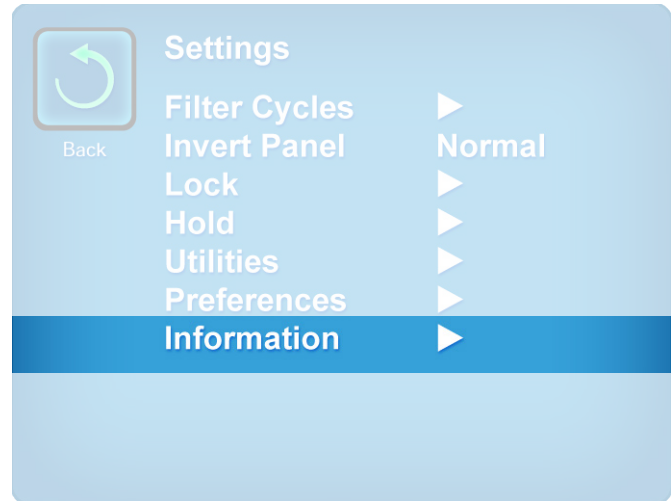 Settings
Back
Filter Cycles
Invert Panel Normal
Lock
Hold
Utilities
Preferences
Information